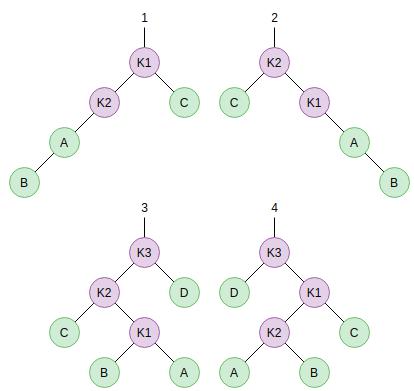 1 2
K1 K2
K2 C C K1
A A
B B
3 4
K3 K3
K2 D D K1
C K1 K2 C
B A A B